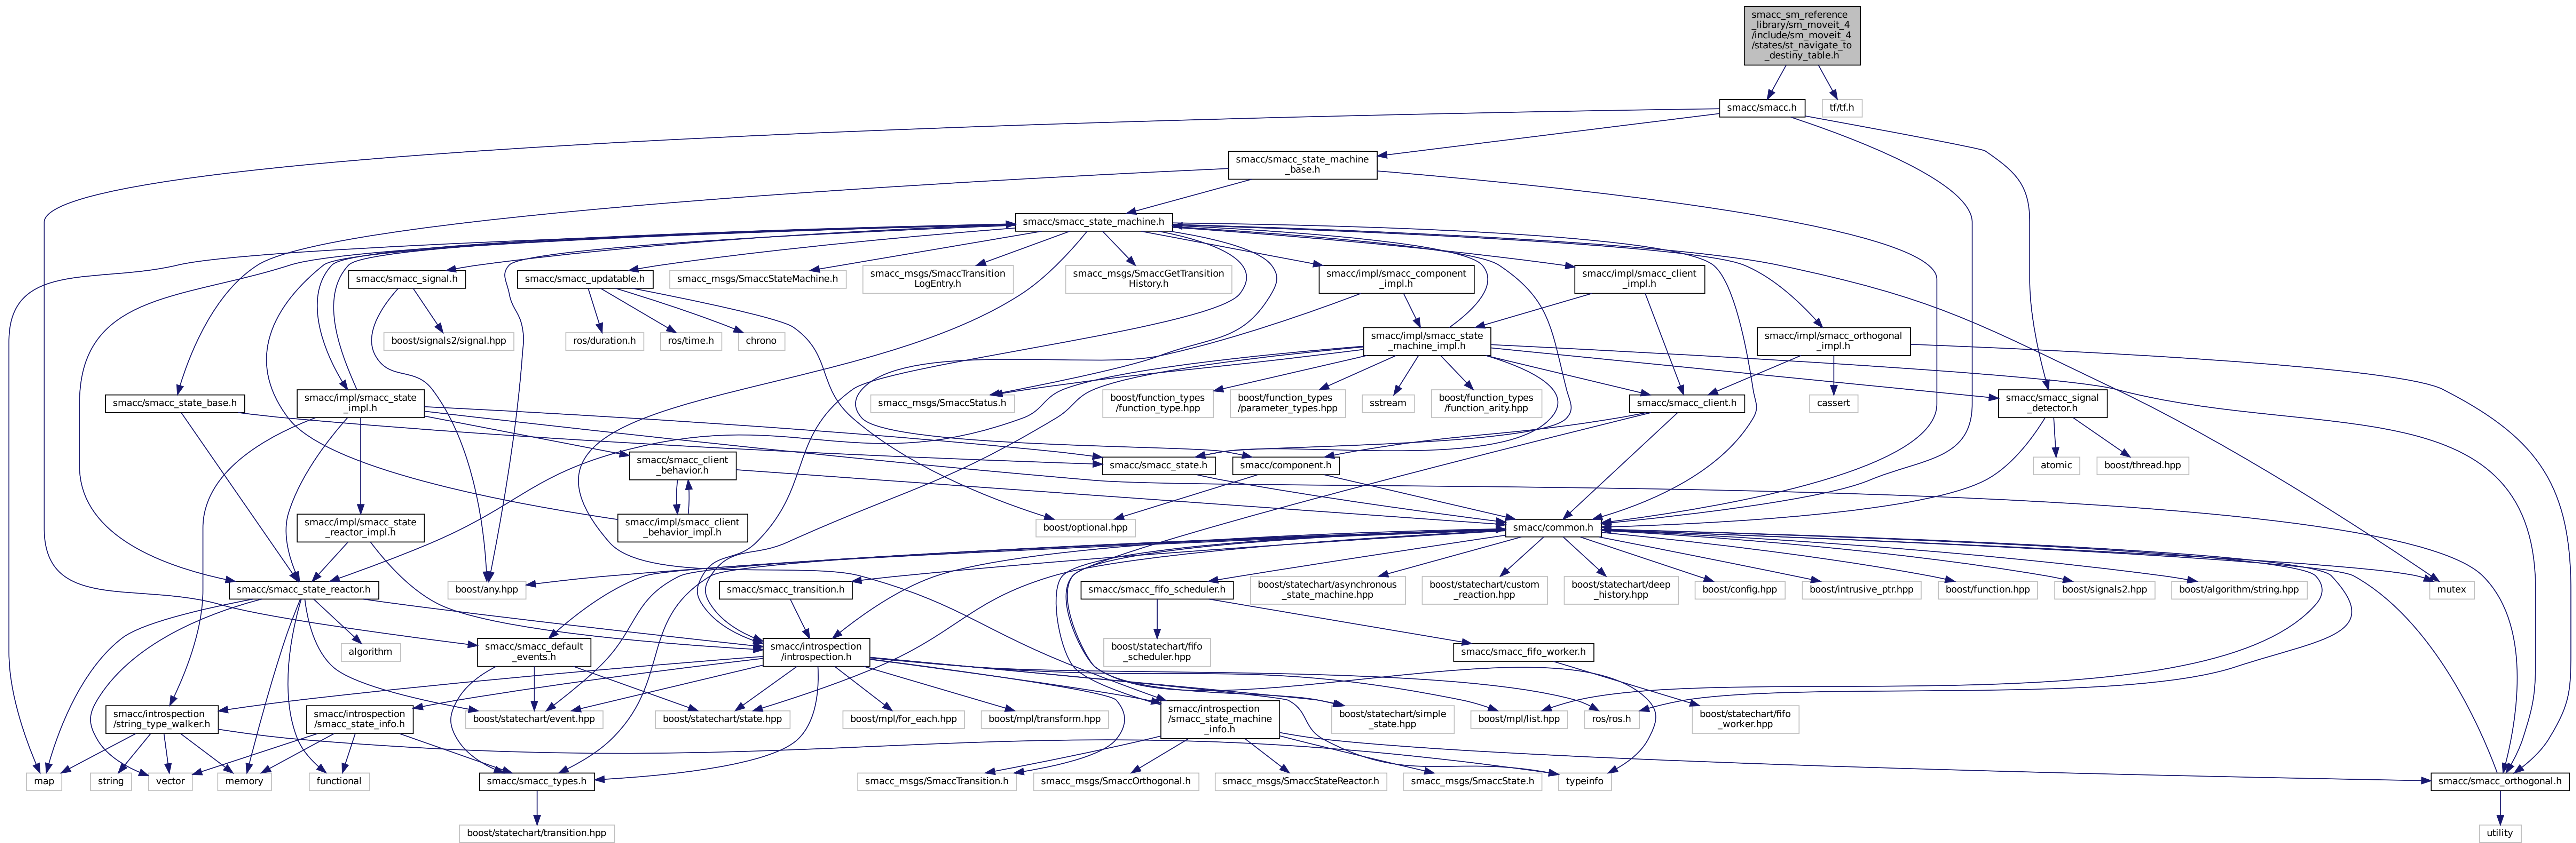 smacc_sm_reference
_library/sm_moveit_4
/include/sm_moveit_4
/states/st_navigate_to
_destiny_table.h
smacc/smacc.h
tf/tf.h
smacc/smacc_state_machine
_base.h
smacc/smacc_state_machine.h
smacc/smacc_signal.h
smacc/smacc_updatable.h
smacc_msgs/SmaccStateMachine.h
smacc_msgs/SmaccTransition
LogEntry.h
smacc_msgs/SmaccGetTransition
History.h
smacc/impl/smacc_component
_impl.h
smacc/impl/smacc_client
_impl.h
boost/signals2/signal.hpp
ros/duration.h
ros/time.h
chrono
smacc/impl/smacc_state
_machine_impl.h
smacc/impl/smacc_orthogonal
_impl.h
smacc/smacc_state_base.h
smacc/impl/smacc_state
_impl.h
smacc_msgs/SmaccStatus.h
boost/function_types
/function_type.hpp
boost/function_types
/parameter_types.hpp
sstream
boost/function_types
/function_arity.hpp
smacc/smacc_client.h
cassert
smacc/smacc_signal
_detector.h
smacc/smacc_client
_behavior.h
smacc/smacc_state.h
smacc/component.h
atomic
boost/thread.hpp
smacc/impl/smacc_state
_reactor_impl.h
smacc/impl/smacc_client
_behavior_impl.h
boost/optional.hpp
smacc/common.h
smacc/smacc_state_reactor.h
boost/any.hpp
smacc/smacc_transition.h
smacc/smacc_fifo_scheduler.h
boost/statechart/asynchronous
_state_machine.hpp
boost/statechart/custom
_reaction.hpp
boost/statechart/deep
_history.hpp
boost/config.hpp
boost/intrusive_ptr.hpp
boost/function.hpp
boost/signals2.hpp
boost/algorithm/string.hpp
mutex
algorithm
smacc/smacc_default
_events.h
smacc/introspection
/introspection.h
boost/statechart/fifo
_scheduler.hpp
smacc/smacc_fifo_worker.h
smacc/introspection
/string_type_walker.h
smacc/introspection
/smacc_state_info.h
boost/statechart/event.hpp
boost/statechart/state.hpp
boost/mpl/for_each.hpp
boost/mpl/transform.hpp
smacc/introspection
/smacc_state_machine
_info.h
boost/statechart/simple
_state.hpp
boost/mpl/list.hpp
ros/ros.h
boost/statechart/fifo
_worker.hpp
map
string
vector
memory
functional
smacc/smacc_types.h
smacc_msgs/SmaccTransition.h
smacc_msgs/SmaccOrthogonal.h
smacc_msgs/SmaccStateReactor.h
smacc_msgs/SmaccState.h
typeinfo
smacc/smacc_orthogonal.h
boost/statechart/transition.hpp
utility